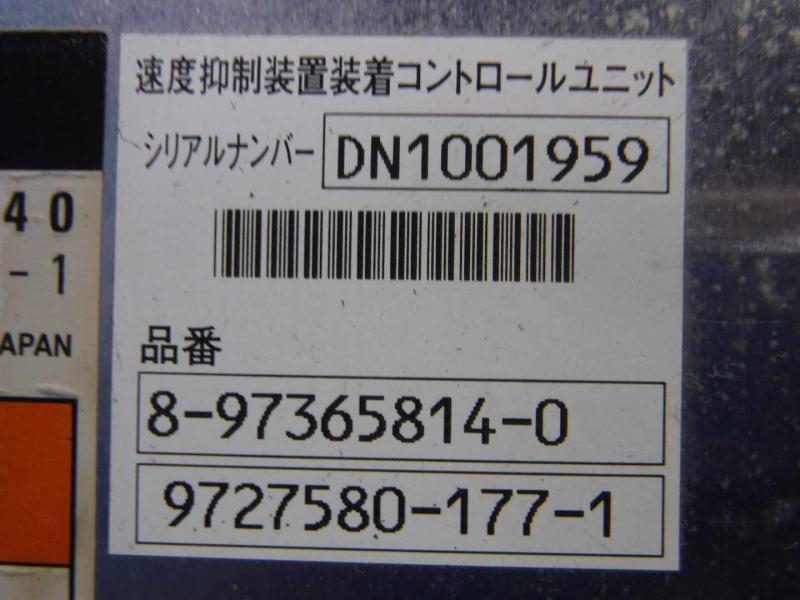 速度抑制装置装着コントロールユニット
シリアルナンバー DN1001959
品番
8-97365814-0
9727580-177-1
40
-1
JAPAN